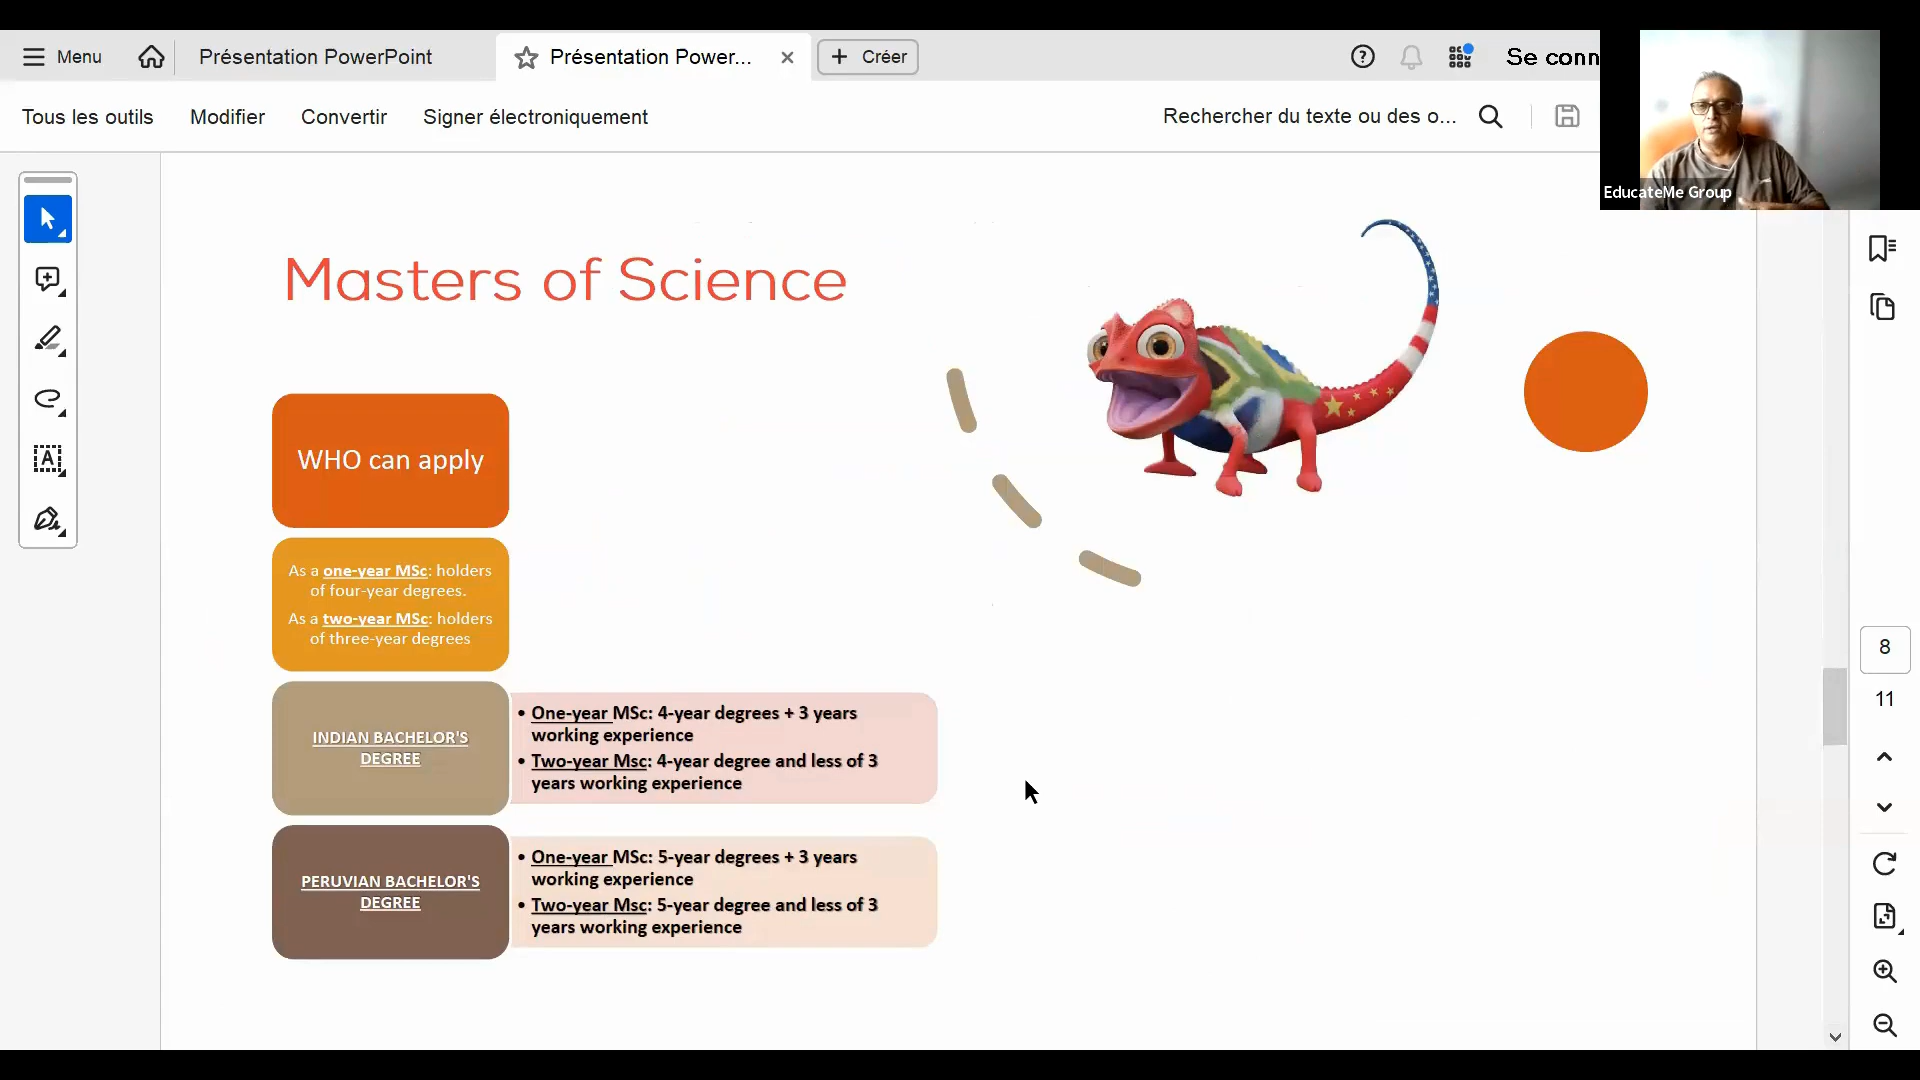 Menu
Présentation PowerPoint
Présentation Power...
Créer
Se conn
Tous les outils
Modifier
Convertir
Signer électroniquement
Rechercher du texte ou des o...
EducateMe Group
Masters of Science
WHO can apply
As a one-year MSc: holders
of four-year degrees.
As a two-year MSc: holders
of three-year degrees
INDIAN BACHELOR'S
DEGREE
• One-year MSc: 4-year degrees + 3 years
working experience
• Two-year Msc: 4-year degree and less of 3
years working experience
PERUVIAN BACHELOR'S
DEGREE
• One-year MSc: 5-year degrees + 3 years
working experience
• Two-year Msc: 5-year degree and less of 3
years working experience
8
11